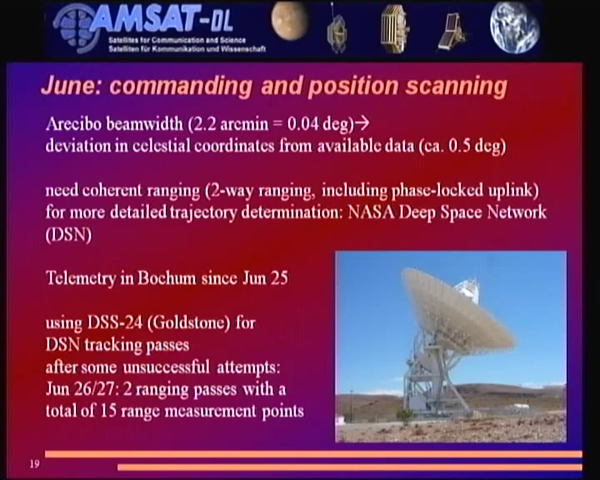 AMSAT-DL
Satellites for Communication and Science
Satelliten für Kommunikation und Wissenschaft
June: commanding and position scanning
Arecibo beamwidth (2.2 arcmin = 0.04 deg)→
deviation in celestial coordinates from available data (ca. 0.5 deg)
need coherent ranging (2-way ranging, including phase-locked uplink)
for more detailed trajectory determination: NASA Deep Space Network
(DSN)
Telemetry in Bochum since Jun 25
using DSS-24 (Goldstone) for
DSN tracking passes
after some unsuccessful attempts:
Jun 26/27: 2 ranging passes with a
total of 15 range measurement points
19